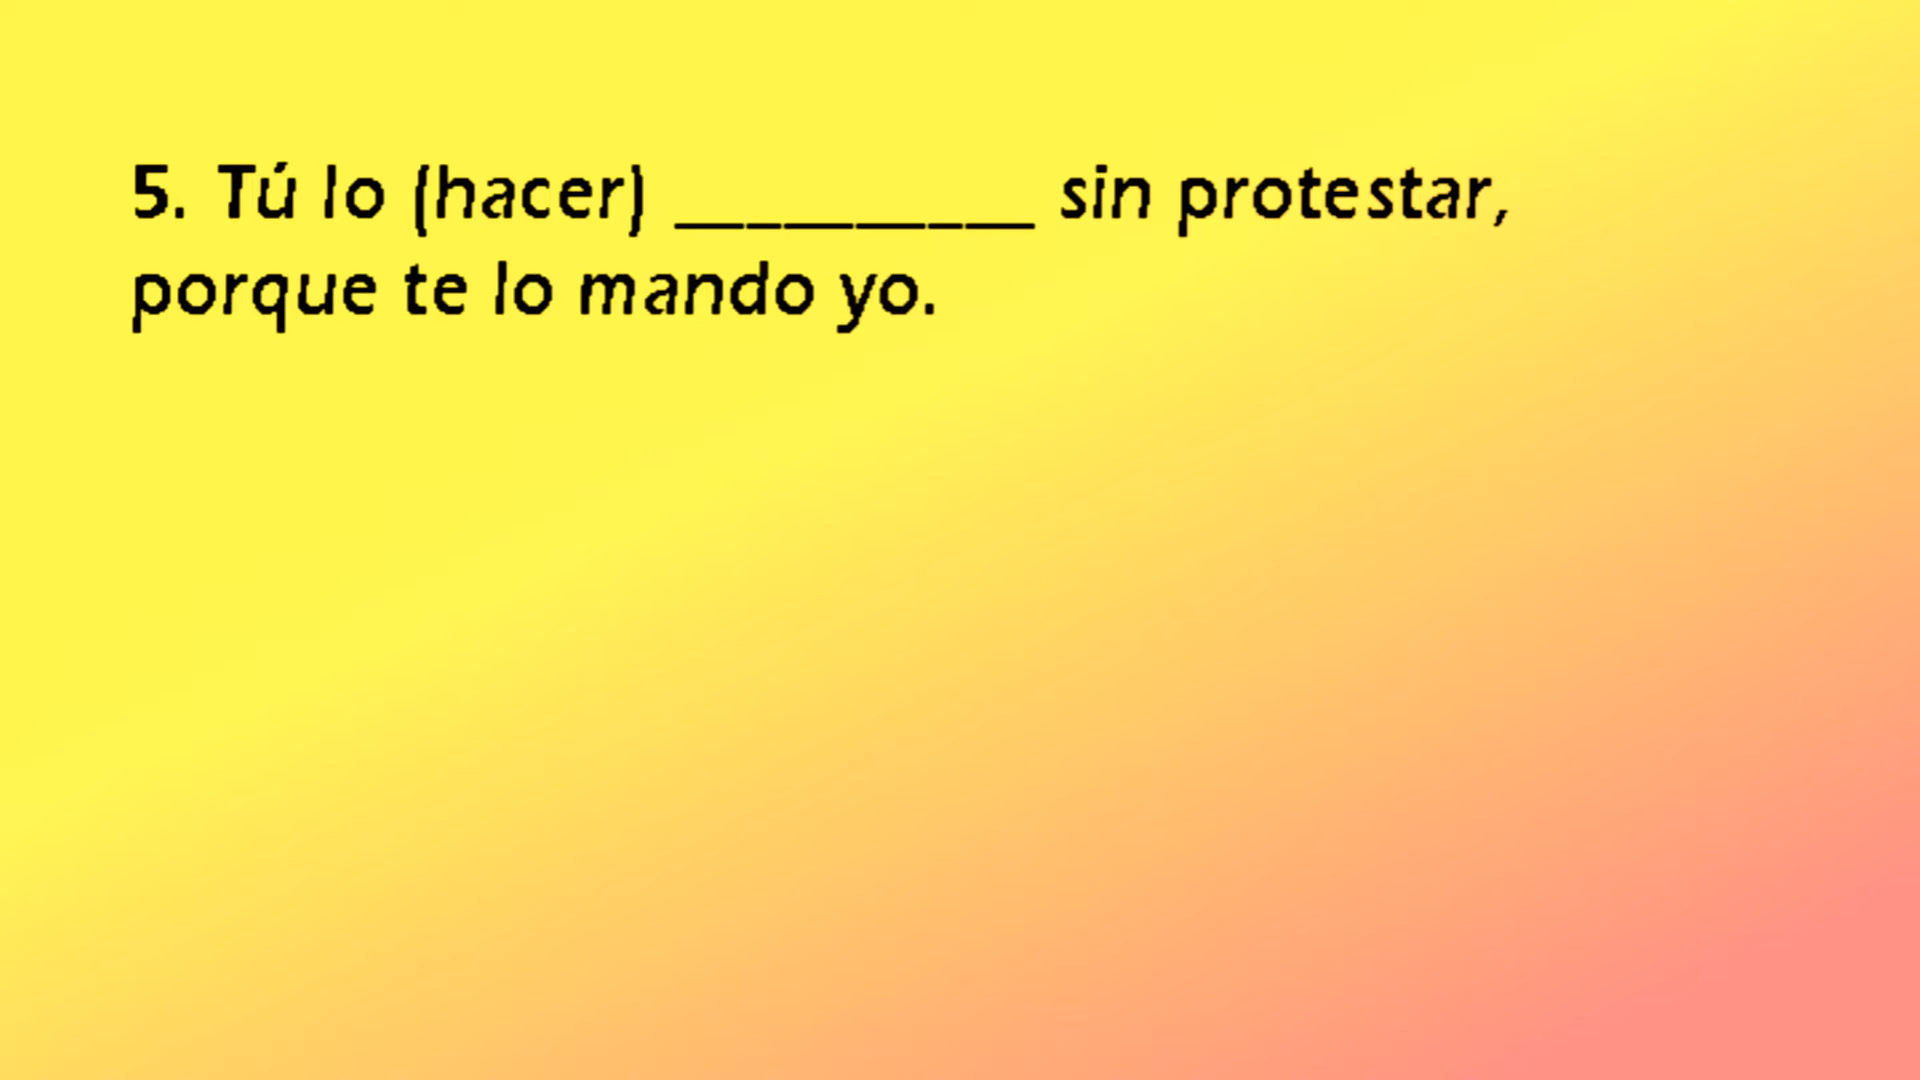 5. Tú lo (hacer) __________ sin protestar,
porque te lo mando yo.